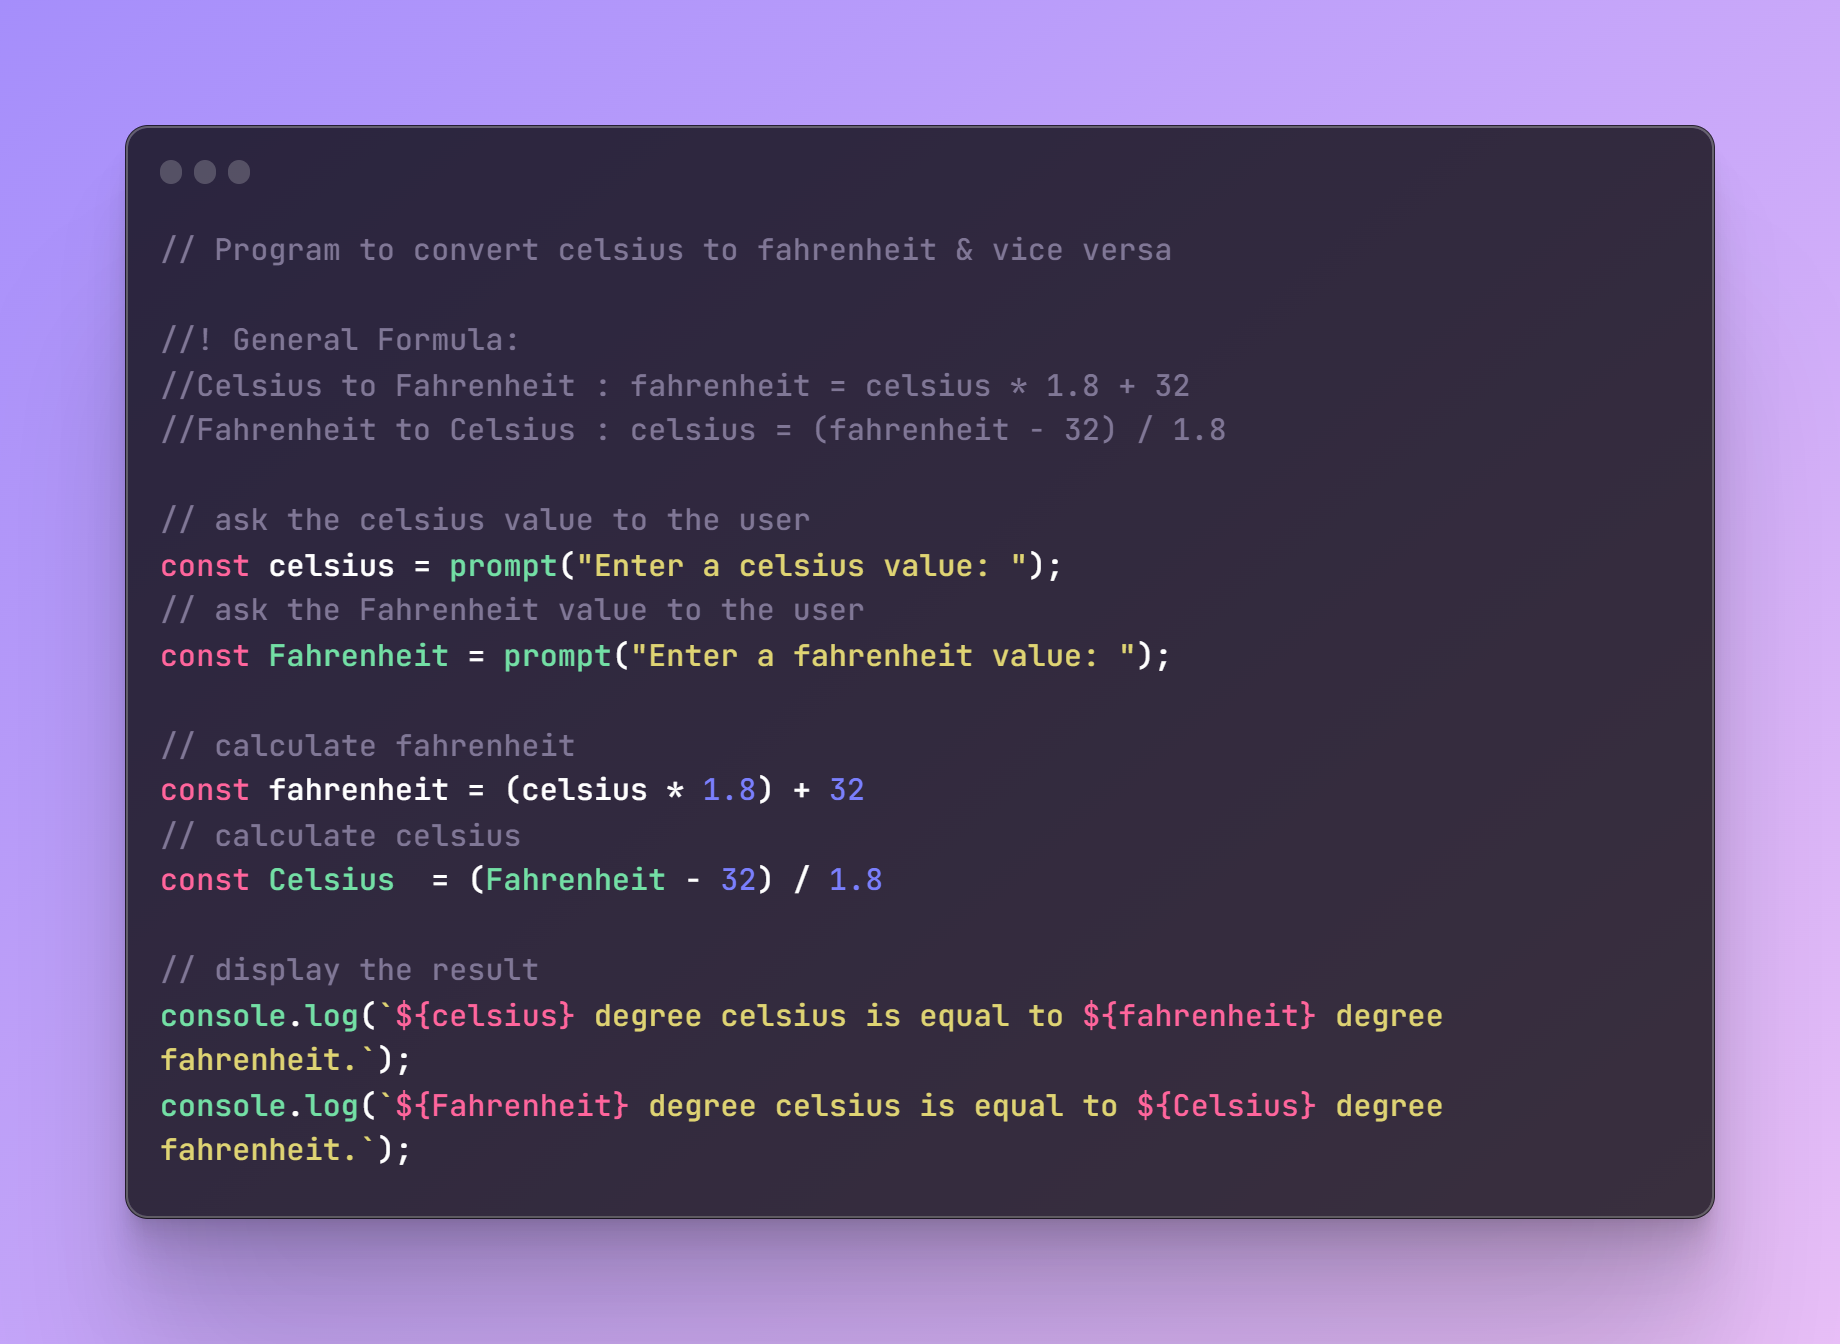 // Program to convert celsius to fahrenheit & vice versa
//! General Formula:
//Celsius to Fahrenheit : fahrenheit = celsius * 1.8 + 32
//Fahrenheit to Celsius : celsius = (fahrenheit - 32) / 1.8
// ask the celsius value to the user
const celsius = prompt("Enter a celsius value: ");
// ask the Fahrenheit value to the user
const Fahrenheit = prompt("Enter a fahrenheit value: ");
// calculate fahrenheit
const fahrenheit = (celsius * 1.8) + 32
// calculate celsius
const Celsius  = (Fahrenheit - 32) / 1.8
// display the result
console.log(`${celsius} degree celsius is equal to ${fahrenheit} degree
fahrenheit.`);
console.log(`${Fahrenheit} degree celsius is equal to ${Celsius} degree
fahrenheit.`);